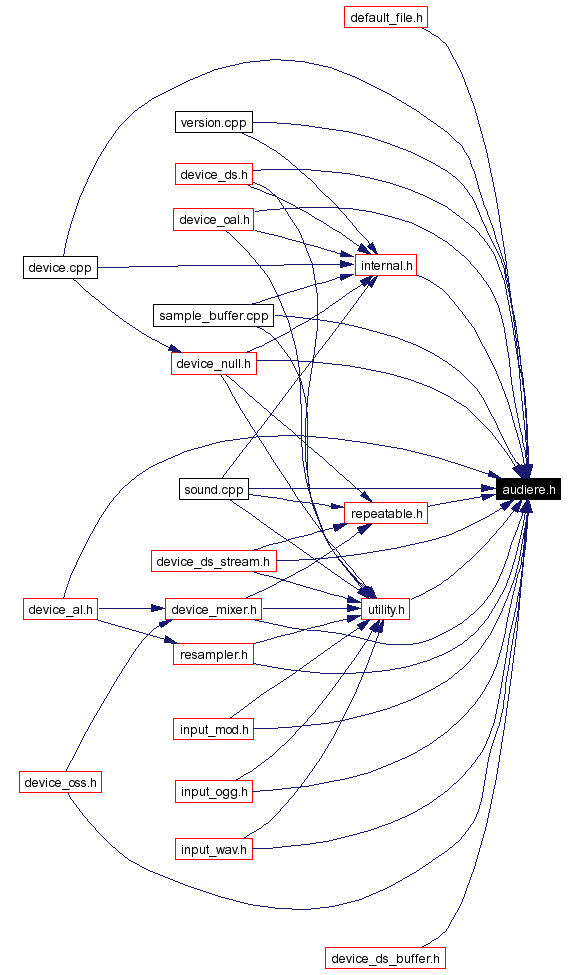 default_file.h
version.cpp
device_ds.h
device_oal.h
device.cpp
internal.h
sample_buffer.cpp
device_null.h
sound.cpp
audiere.h
repeatable.h
device_ds_stream.h
device_al.h
device_mixer.h
utility.h
resampler.h
input_mod.h
device_oss.h
input_ogg.h
input_wav.h
device_ds_buffer.h